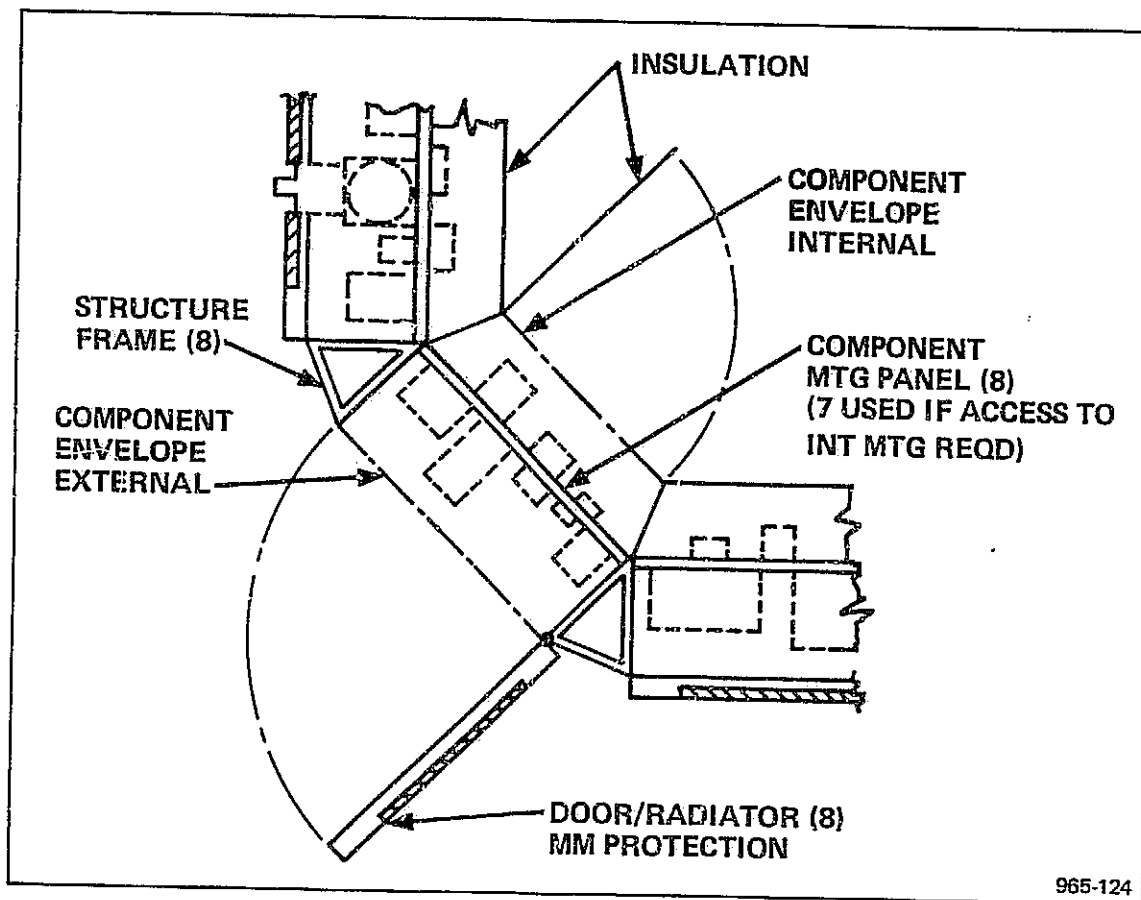 INSULATION
COMPONENT
ENVELOPE
INTERNAL
STRUCTURE
FRAME (8)
COMPONENT
MTG PANEL (8)
(7 USED IF ACCESS TO
INT MTG REQD)
COMPONENT
ENVELOPE
EXTERNAL
DOOR/RADIATOR (8)
MM PROTECTION
965-124